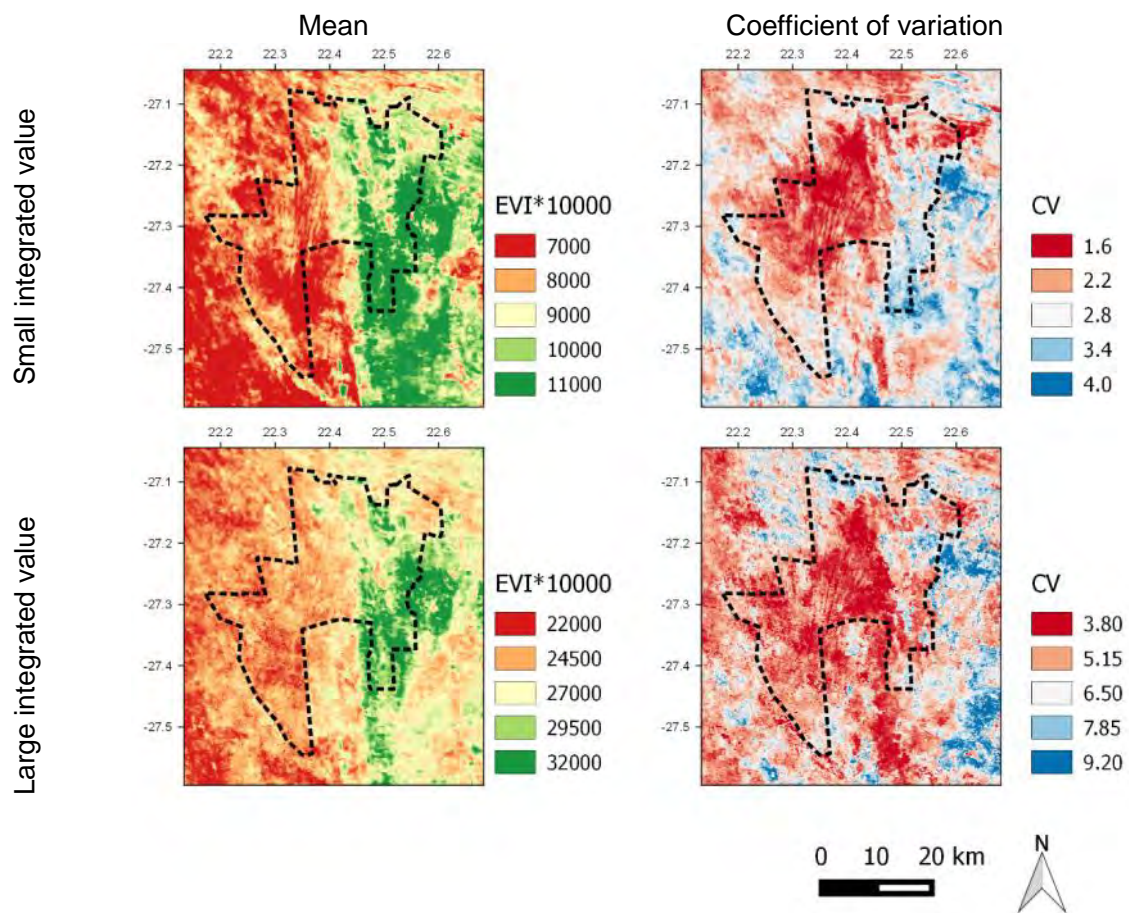 Mean
Coefficient of variation
Small integrated value
22.2 22.3 22.4 22.5 22.6
22.2 22.3 22.4 22.5 22.6
-27.1
-27.2
-27.3
-27.4
-27.5
EVI*10000
7000
8000
9000
10000
11000
-27.1
-27.2
-27.3
-27.4
-27.5
CV
1.6
2.2
2.8
3.4
4.0
Large integrated value
22.2 22.3 22.4 22.5 22.6
22.2 22.3 22.4 22.5 22.6
-27.1
-27.2
-27.3
-27.4
-27.5
EVI*10000
22000
24500
27000
29500
32000
-27.1
-27.2
-27.3
-27.4
-27.5
CV
3.80
5.15
6.50
7.85
9.20
0 10 20 km
N